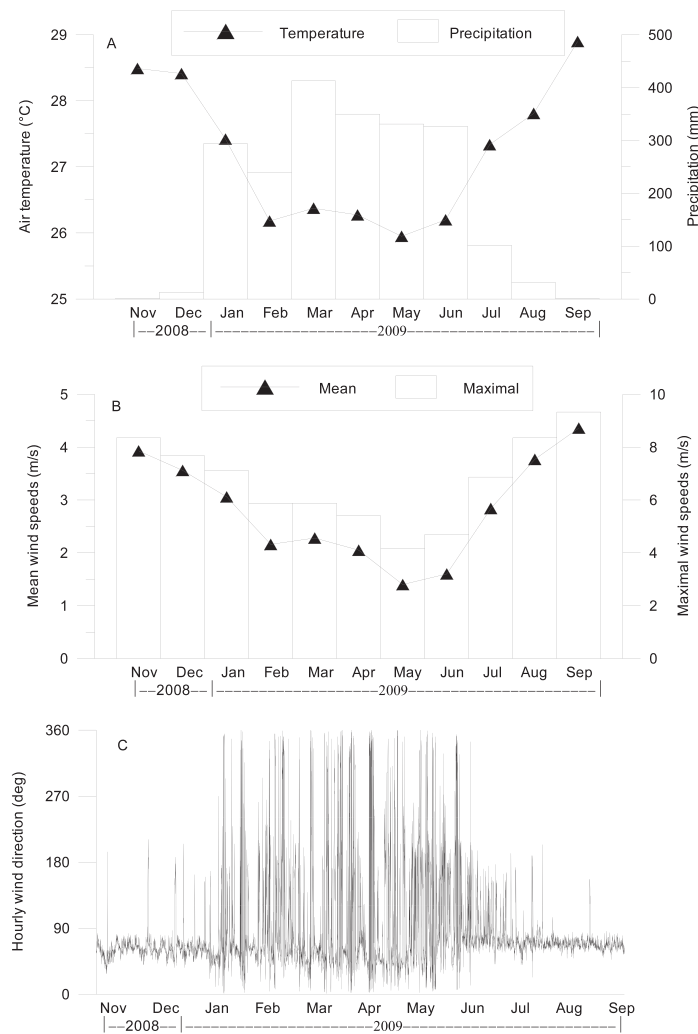 A
Temperature Precipitation
29 28 27 26 25
Air temperature (°C)
500 400 300 200 100 0
Precipitation (mm)
Nov Dec Jan Feb Mar Apr May Jun Jul Aug Sep
|––2008––| |––––––––––––––––2009––––––––––––––––|
B
Mean Maximal
5 4 3 2 1 0
Mean wind speeds (m/s)
10 8 6 4 2 0
Maximal wind speeds (m/s)
Nov Dec Jan Feb Mar Apr May Jun Jul Aug Sep
|––2008––| |––––––––––––––––2009––––––––––––––––|
C
360 270 180 90 0
Hourly wind direction (deg)
Nov Dec Jan Feb Mar Apr May Jun Jul Aug Sep
|––2008––| |––––––––––––––––2009––––––––––––––––|